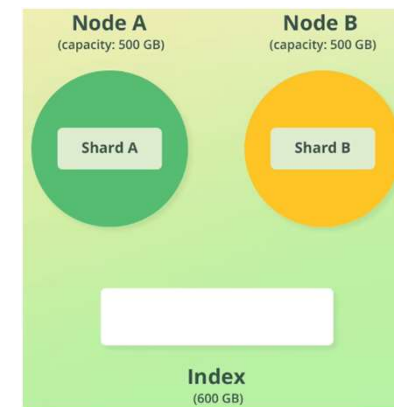 Node A
(capacity: 500 GB)
Node B
(capacity: 500 GB)
Shard A
Shard B
Index
(600 GB)